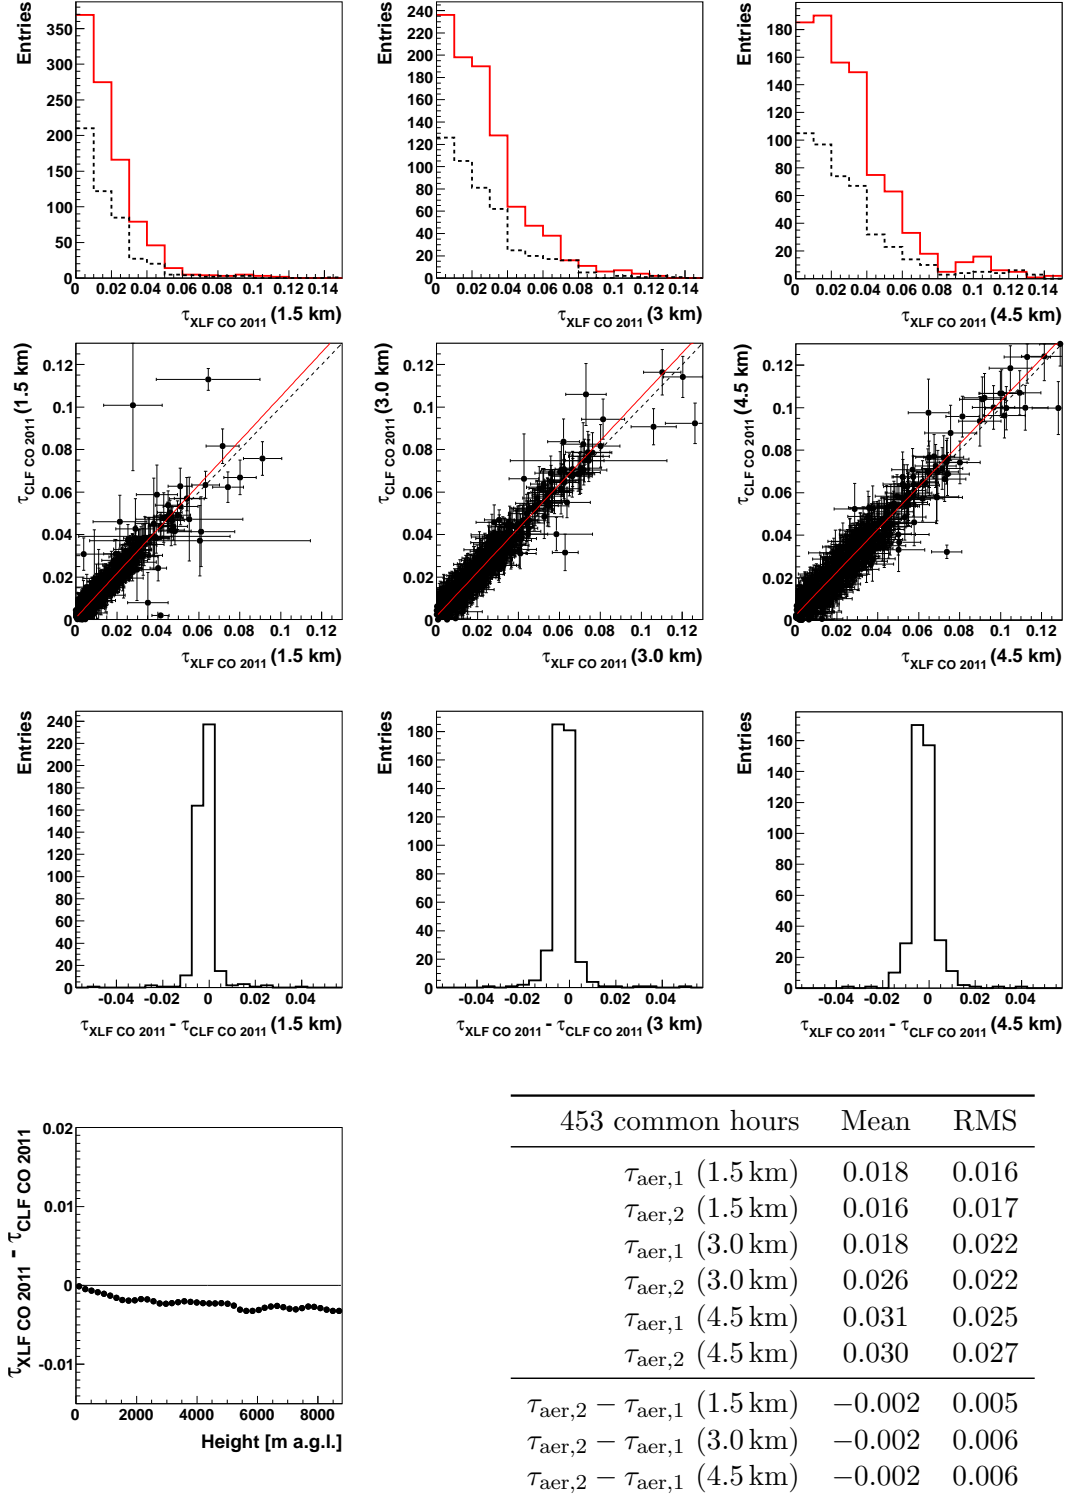 Entries
350
300
250
200
150
100
50
0
0 0.02 0.04 0.06 0.08 0.1 0.12 0.14
τXLF CO 2011 (1.5 km)
Entries
240
220
200
180
160
140
120
100
80
60
40
20
0
0 0.02 0.04 0.06 0.08 0.1 0.12 0.14
τXLF CO 2011 (3 km)
Entries
180
160
140
120
100
80
60
40
20
0
0 0.02 0.04 0.06 0.08 0.1 0.12 0.14
τXLF CO 2011 (4.5 km)
τCLF CO 2011 (1.5 km)
0.12
0.1
0.08
0.06
0.04
0.02
0
0 0.02 0.04 0.06 0.08 0.1 0.12
τXLF CO 2011 (1.5 km)
τCLF CO 2011 (3.0 km)
0.12
0.1
0.08
0.06
0.04
0.02
0
0 0.02 0.04 0.06 0.08 0.1 0.12
τXLF CO 2011 (3.0 km)
τCLF CO 2011 (4.5 km)
0.12
0.1
0.08
0.06
0.04
0.02
0
0 0.02 0.04 0.06 0.08 0.1 0.12
τXLF CO 2011 (4.5 km)
Entries
240
220
200
180
160
140
120
100
80
60
40
20
0
-0.04 -0.02 0 0.02 0.04
τXLF CO 2011 - τCLF CO 2011 (1.5 km)
Entries
180
160
140
120
100
80
60
40
20
0
-0.04 -0.02 0 0.02 0.04
τXLF CO 2011 - τCLF CO 2011 (3 km)
Entries
160
140
120
100
80
60
40
20
0
-0.04 -0.02 0 0.02 0.04
τXLF CO 2011 - τCLF CO 2011 (4.5 km)
τXLF CO 2011 - τCLF CO 2011
0.02
0.01
0
-0.01
0 2000 4000 6000 8000
Height [m a.g.l.]
453 common hours Mean RMS
τaer,1 (1.5 km) 0.018 0.016
τaer,2 (1.5 km) 0.016 0.017
τaer,1 (3.0 km) 0.018 0.022
τaer,2 (3.0 km) 0.026 0.022
τaer,1 (4.5 km) 0.031 0.025
τaer,2 (4.5 km) 0.030 0.027
τaer,2 − τaer,1 (1.5 km) −0.002 0.005
τaer,2 − τaer,1 (3.0 km) −0.002 0.006
τaer,2 − τaer,1 (4.5 km) −0.002 0.006